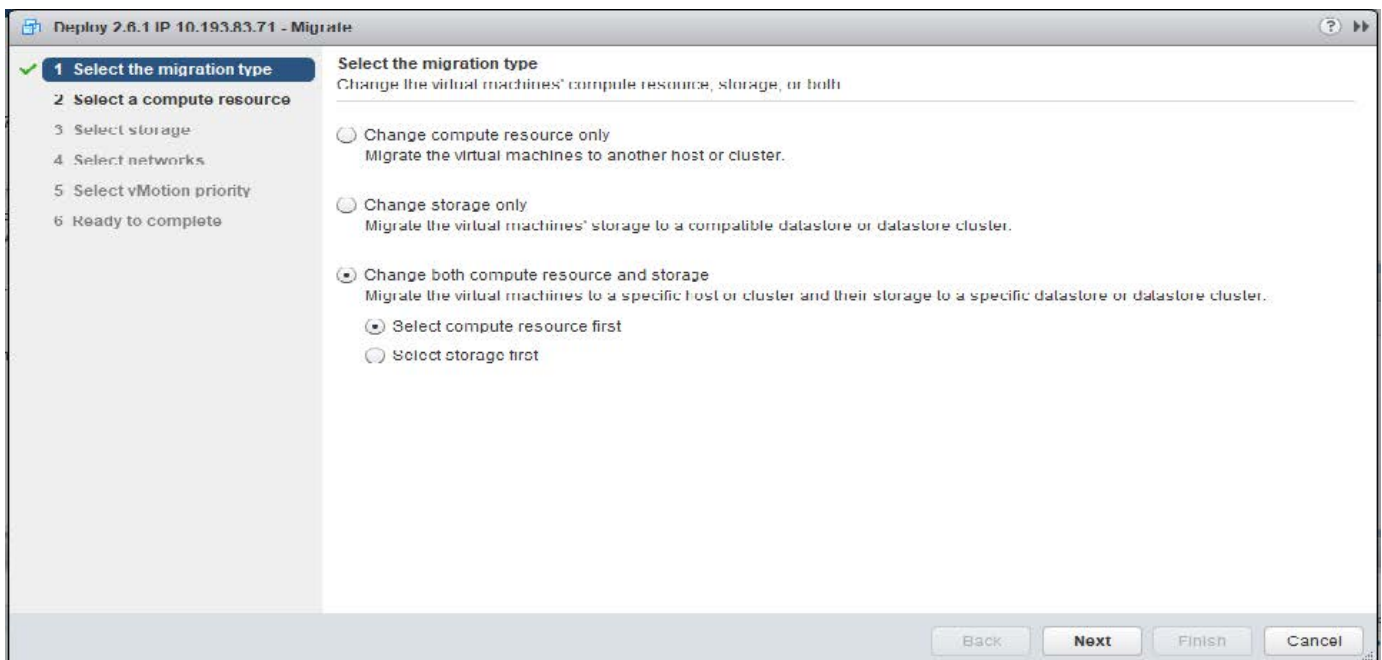 Deploy 2.6.1 IP 10.193.83.71 - Migrate
1 Select the migration type
2 Select a compute resource
3 Select storage
4 Select networks
5 Select vMotion priority
6 Ready to complete
Select the migration type
Change the virtual machines' compute resource, storage, or both
Change compute resource only
Migrate the virtual machines to another host or cluster.
Change storage only
Migrate the virtual machines' storage to a compatible datastore or datastore cluster.
Change both compute resource and storage
Migrate the virtual machines to a specific host or cluster and their storage to a specific datastore or datastore cluster.
Select compute resource first
Select storage first
Back Next Finish Cancel